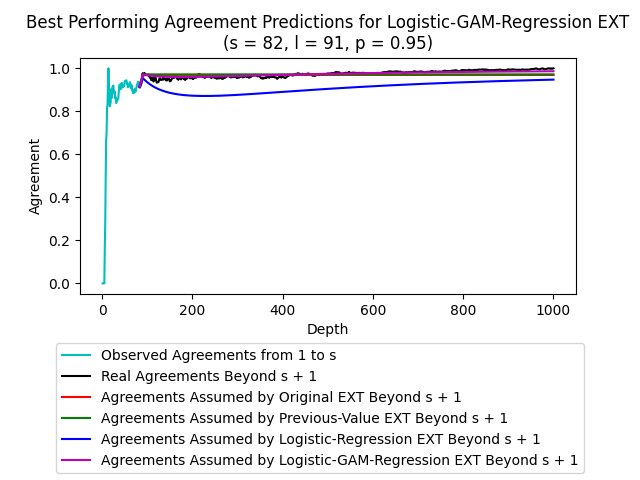 Best Performing Agreement Predictions for Logistic-GAM-Regression EXT
(s = 82, l = 91, p = 0.95)
1.0
0.8
0.6
0.4
0.2
0.0
Agreement
0 200 400 600 800 1000
Depth
Observed Agreements from 1 to s
Real Agreements Beyond s + 1
Agreements Assumed by Original EXT Beyond s + 1
Agreements Assumed by Previous-Value EXT Beyond s + 1
Agreements Assumed by Logistic-Regression EXT Beyond s + 1
Agreements Assumed by Logistic-GAM-Regression EXT Beyond s + 1